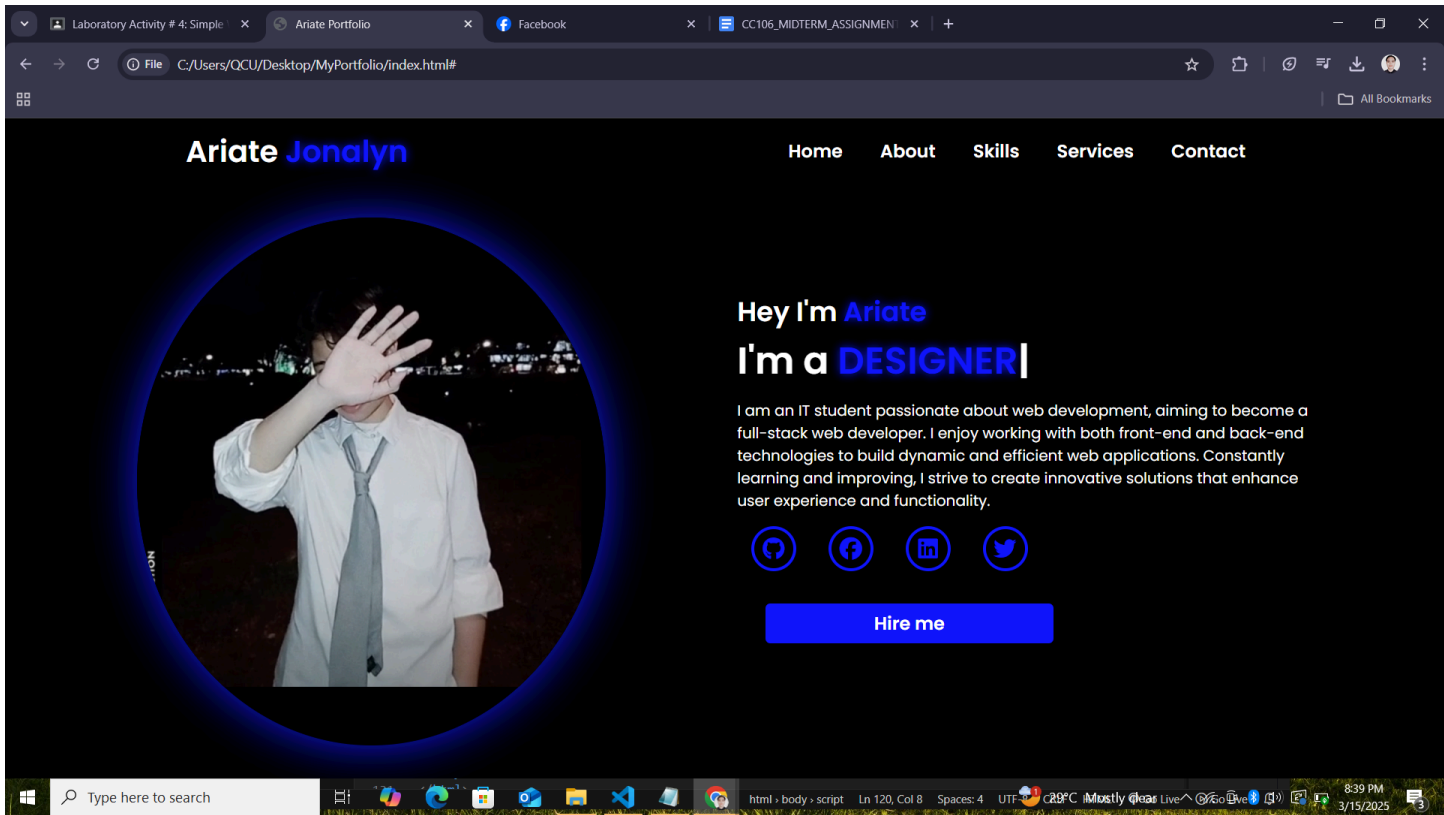 Laboratory Activity # 4: Simple
Ariate Portfolio
Facebook
CC106_MIDTERM_ASSIGNMENT
File
C:/Users/QCU/Desktop/MyPortfolio/index.html#
All Bookmarks
Ariate Jonalyn
Home
About
Skills
Services
Contact
Hey I'm Ariate
I'm a DESIGNER|
I am an IT student passionate about web development, aiming to become a
full-stack web developer. I enjoy working with both front-end and back-end
technologies to build dynamic and efficient web applications. Constantly
learning and improving, I strive to create innovative solutions that enhance
user experience and functionality.
Hire me
Type here to search
html › body › script
Ln 120, Col 8
Spaces: 4
29°C Mostly clear
8:39 PM
3/15/2025
3